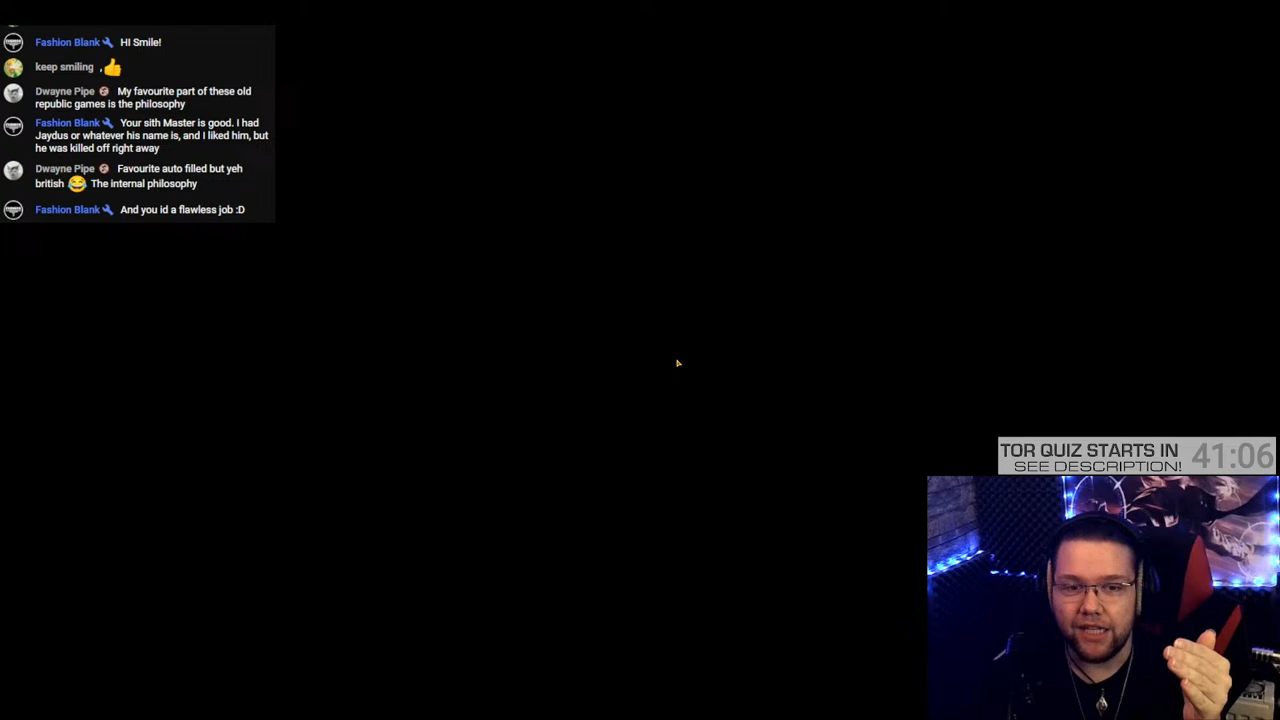 Fashion Blank HI Smile!
keep smiling ,👍
Dwayne Pipe My favourite part of these old
republic games is the philosophy
Fashion Blank Your sith Master is good. I had
Jaydus or whatever his name is, and I liked him, but
he was killed off right away
Dwayne Pipe Favourite auto filled but yeh
british 😂 The internal philosophy
Fashion Blank And you id a flawless job :D
TOR QUIZ STARTS IN 41:06
SEE DESCRIPTION!